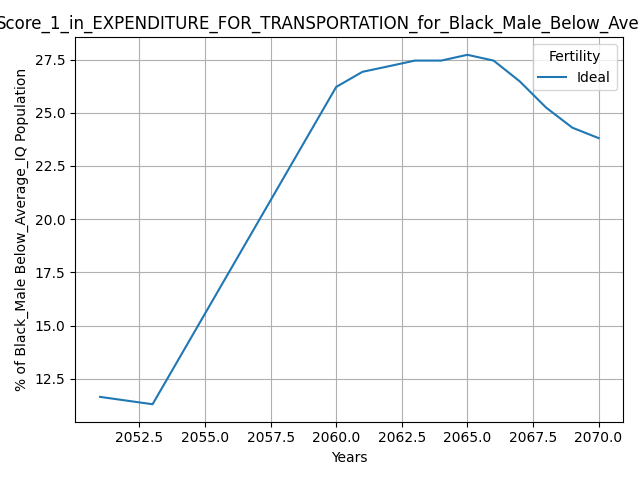 Score_1_in_EXPENDITURE_FOR_TRANSPORTATION_for_Black_Male_Below_Ave
Fertility
Ideal
27.5
25.0
22.5
20.0
17.5
15.0
12.5
% of Black_Male Below_Average_IQ Population
2052.5 2055.0 2057.5 2060.0 2062.5 2065.0 2067.5 2070.0
Years